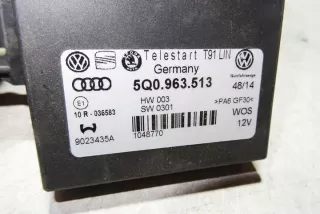 Telestart T91 LIN
Germany
5Q0.963.513
48/14
E1
HW 003
>PA6 GF30<
10 R - 036583
SW 0301
WOS
9023435A
1048770
12V